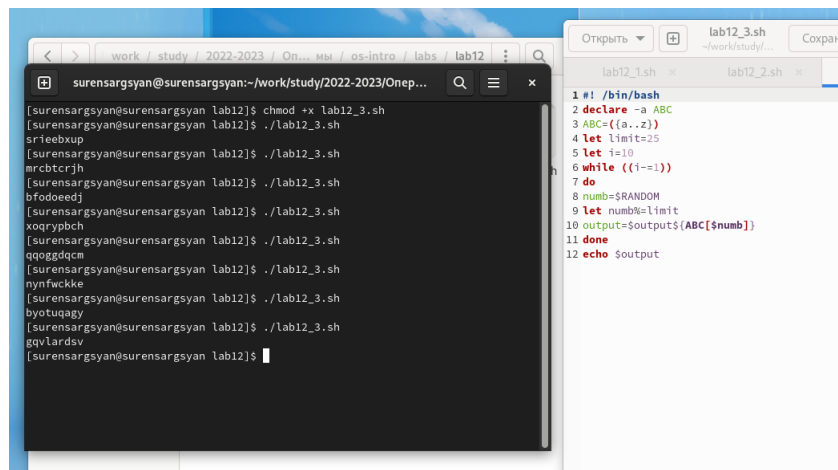 work / study / 2022-2023 / Оп… мы / os-intro / labs / lab12
surensargsyan@surensargsyan:~/work/study/2022-2023/Опер…
[surensargsyan@surensargsyan lab12]$ chmod +x lab12_3.sh
[surensargsyan@surensargsyan lab12]$ ./lab12_3.sh
srieebxup
[surensargsyan@surensargsyan lab12]$ ./lab12_3.sh
mrcbtcrjh
[surensargsyan@surensargsyan lab12]$ ./lab12_3.sh
bfodoeedj
[surensargsyan@surensargsyan lab12]$ ./lab12_3.sh
xoqrypbch
[surensargsyan@surensargsyan lab12]$ ./lab12_3.sh
qqoggdqcm
[surensargsyan@surensargsyan lab12]$ ./lab12_3.sh
nynfwckke
[surensargsyan@surensargsyan lab12]$ ./lab12_3.sh
byotuqagy
[surensargsyan@surensargsyan lab12]$ ./lab12_3.sh
gqvlardsv
[surensargsyan@surensargsyan lab12]$
Открыть
lab12_3.sh
~/work/study/…
Сохран
lab12_1.sh
lab12_2.sh
1 #! /bin/bash
2 declare -a ABC
3 ABC=({a..z})
4 let limit=25
5 let i=10
6 while ((i-=1))
7 do
8 numb=$RANDOM
9 let numb%=limit
10 output=$output${ABC[$numb]}
11 done
12 echo $output